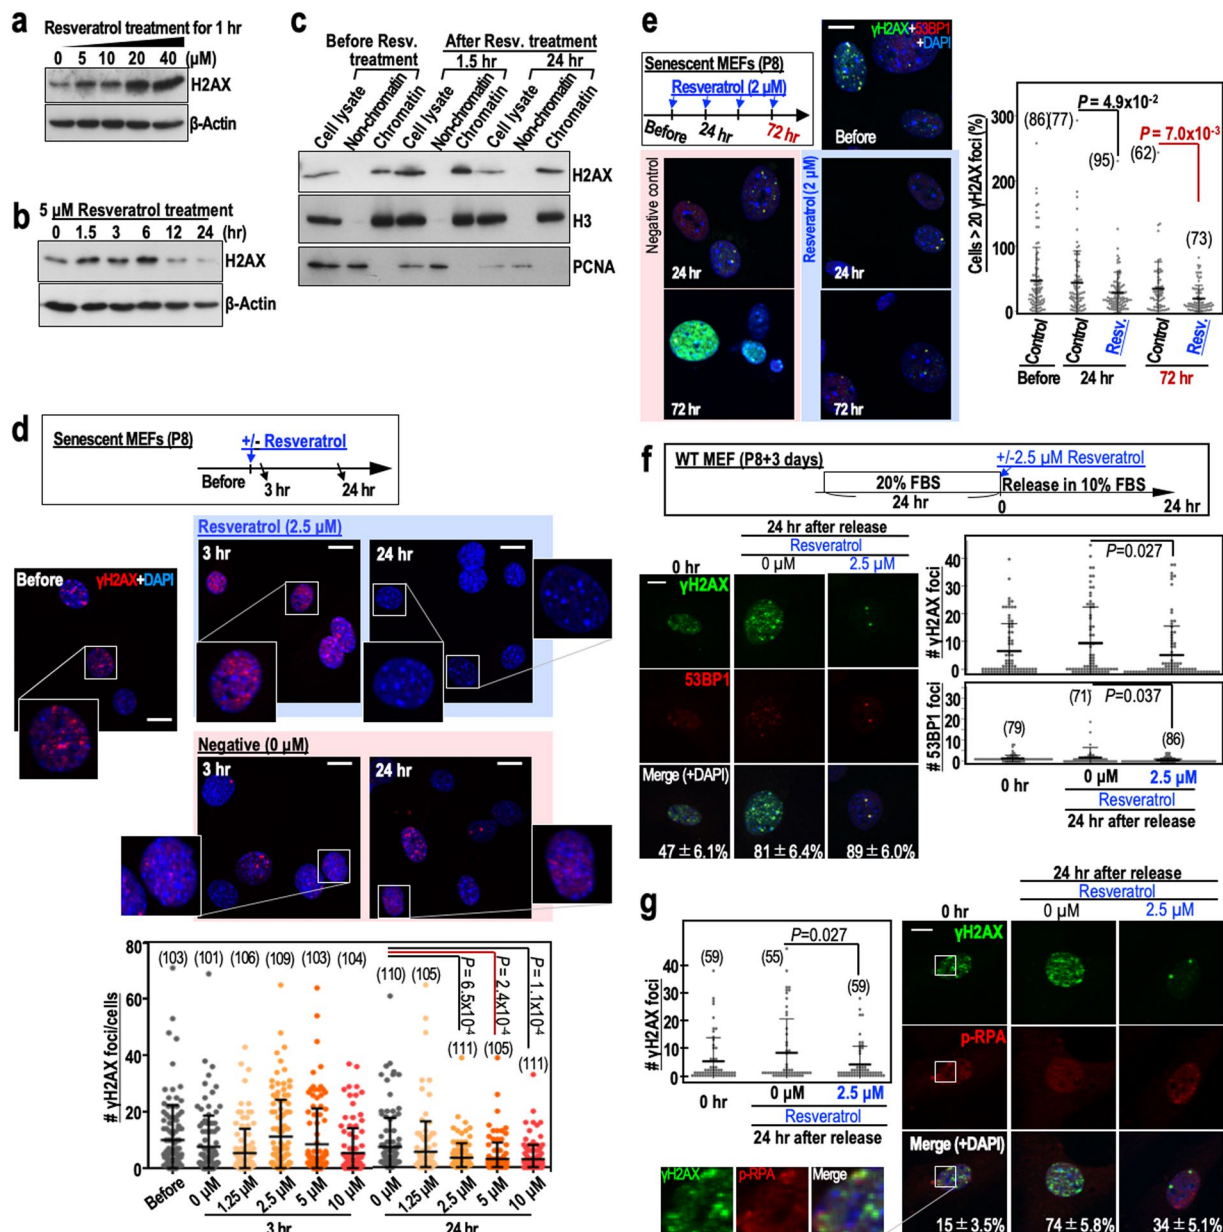 a
Resveratrol treatment for 1 hr
0 5 10 20 40 (µM)
H2AX
β-Actin
b
5 µM Resveratrol treatment
0 1.5 3 6 12 24 (hr)
H2AX
β-Actin
c
Before Resv. treatment
After Resv. treatment
1.5 hr
24 hr
Cell lysate
Non-chromatin
Chromatin
Cell lysate
Non-chromatin
Chromatin
Cell lysate
Non-chromatin
Chromatin
H2AX
H3
PCNA
d
Senescent MEFs (P8)
+/- Resveratrol
Before
3 hr
24 hr
Resveratrol (2.5 µM)
3 hr
24 hr
Before
γH2AX+DAPI
Negative (0 µM)
3 hr
24 hr
# γH2AX foci/cells
80
60
40
20
0
(103) (101) (106) (109) (103) (104) (110) (105) (111) (105) (111)
P = 6.5x10-4
P = 2.4x10-4
P = 1.1x10-4
Before
0 µM
1.25 µM
2.5 µM
5 µM
10 µM
0 µM
1.25 µM
2.5 µM
5 µM
10 µM
3 hr
24 hr
e
Senescent MEFs (P8)
Resveratrol (2 µM)
Before
24 hr
72 hr
γH2AX+53BP1
+DAPI
Before
Negative control
24 hr
72 hr
Resveratrol (2 µM)
24 hr
72 hr
Cells > 20 γH2AX foci (%)
300
200
100
0
(86) (77) (95) (62) (73)
P = 4.9x10-2
P = 7.0x10-3
Control
Control
Resv.
Control
Resv.
Before
24 hr
72 hr
f
WT MEF (P8+3 days)
+/-2.5 µM Resveratrol
20% FBS
Release in 10% FBS
24 hr
0
24 hr
24 hr after release
Resveratrol
0 hr
0 µM
2.5 µM
γH2AX
53BP1
Merge (+DAPI)
47 ± 6.1%
81 ± 6.4%
89 ± 6.0%
# γH2AX foci
40
30
20
10
0
P=0.027
# 53BP1 foci
30
20
10
0
(79)
(71)
(86)
P=0.037
0 hr
0 µM
2.5 µM
Resveratrol
24 hr after release
g
# γH2AX foci
40
30
20
10
0
(59)
(55)
(59)
P=0.027
0 hr
0 µM
2.5 µM
Resveratrol
24 hr after release
γH2AX
p-RPA
Merge
24 hr after release
Resveratrol
0 hr
0 µM
2.5 µM
γH2AX
p-RPA
Merge (+DAPI)
15 ± 3.5%
74 ± 5.8%
34 ± 5.1%